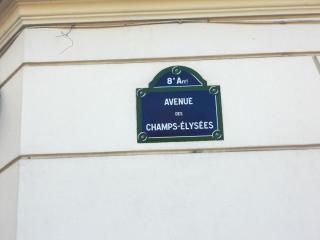 8e Arrt
AVENUE
DES
CHAMPS-ÉLYSÉES